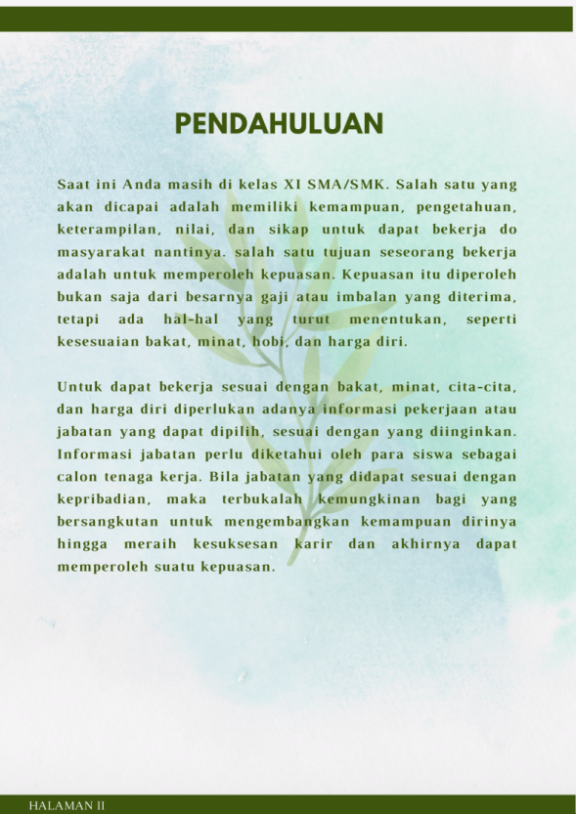 PENDAHULUAN
Saat ini Anda masih di kelas XI SMA/SMK. Salah satu yang
akan dicapai adalah memiliki kemampuan, pengetahuan,
keterampilan, nilai, dan sikap untuk dapat bekerja do
masyarakat nantinya. salah satu tujuan seseorang bekerja
adalah untuk memperoleh kepuasan. Kepuasan itu diperoleh
bukan saja dari besarnya gaji atau imbalan yang diterima,
tetapi ada hal-hal yang turut menentukan, seperti
kesesuaian bakat, minat, hobi, dan harga diri.
Untuk dapat bekerja sesuai dengan bakat, minat, cita-cita,
dan harga diri diperlukan adanya informasi pekerjaan atau
jabatan yang dapat dipilih, sesuai dengan yang diinginkan.
Informasi jabatan perlu diketahui oleh para siswa sebagai
calon tenaga kerja. Bila jabatan yang didapat sesuai dengan
kepribadian, maka terbukalah kemungkinan bagi yang
bersangkutan untuk mengembangkan kemampuan dirinya
hingga meraih kesuksesan karir dan akhirnya dapat
memperoleh suatu kepuasan.
HALAMAN II